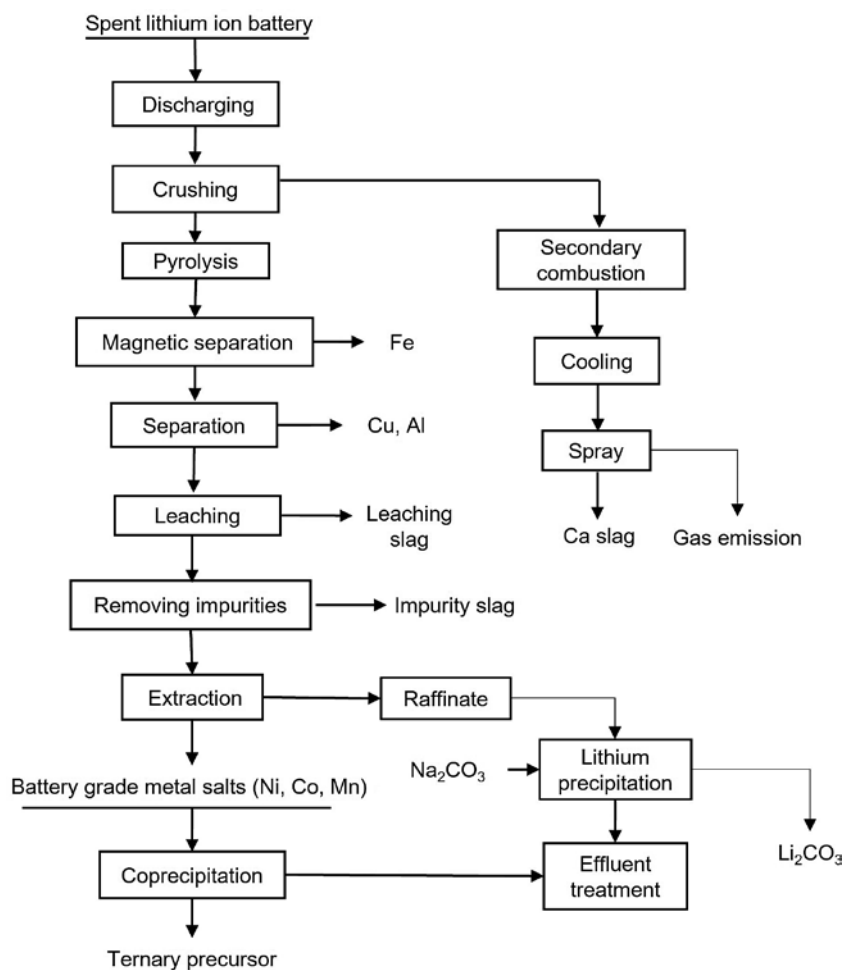 Spent lithium ion battery
Discharging
Crushing
Secondary
combustion
Pyrolysis
Magnetic separation
Fe
Cooling
Separation
Cu, Al
Spray
Leaching
Leaching
slag
Ca slag
Gas emission
Removing impurities
Impurity slag
Extraction
Raffinate
Na₂CO₃
Lithium
precipitation
Battery grade metal salts (Ni, Co, Mn)
Li₂CO₃
Coprecipitation
Effluent
treatment
Ternary precursor